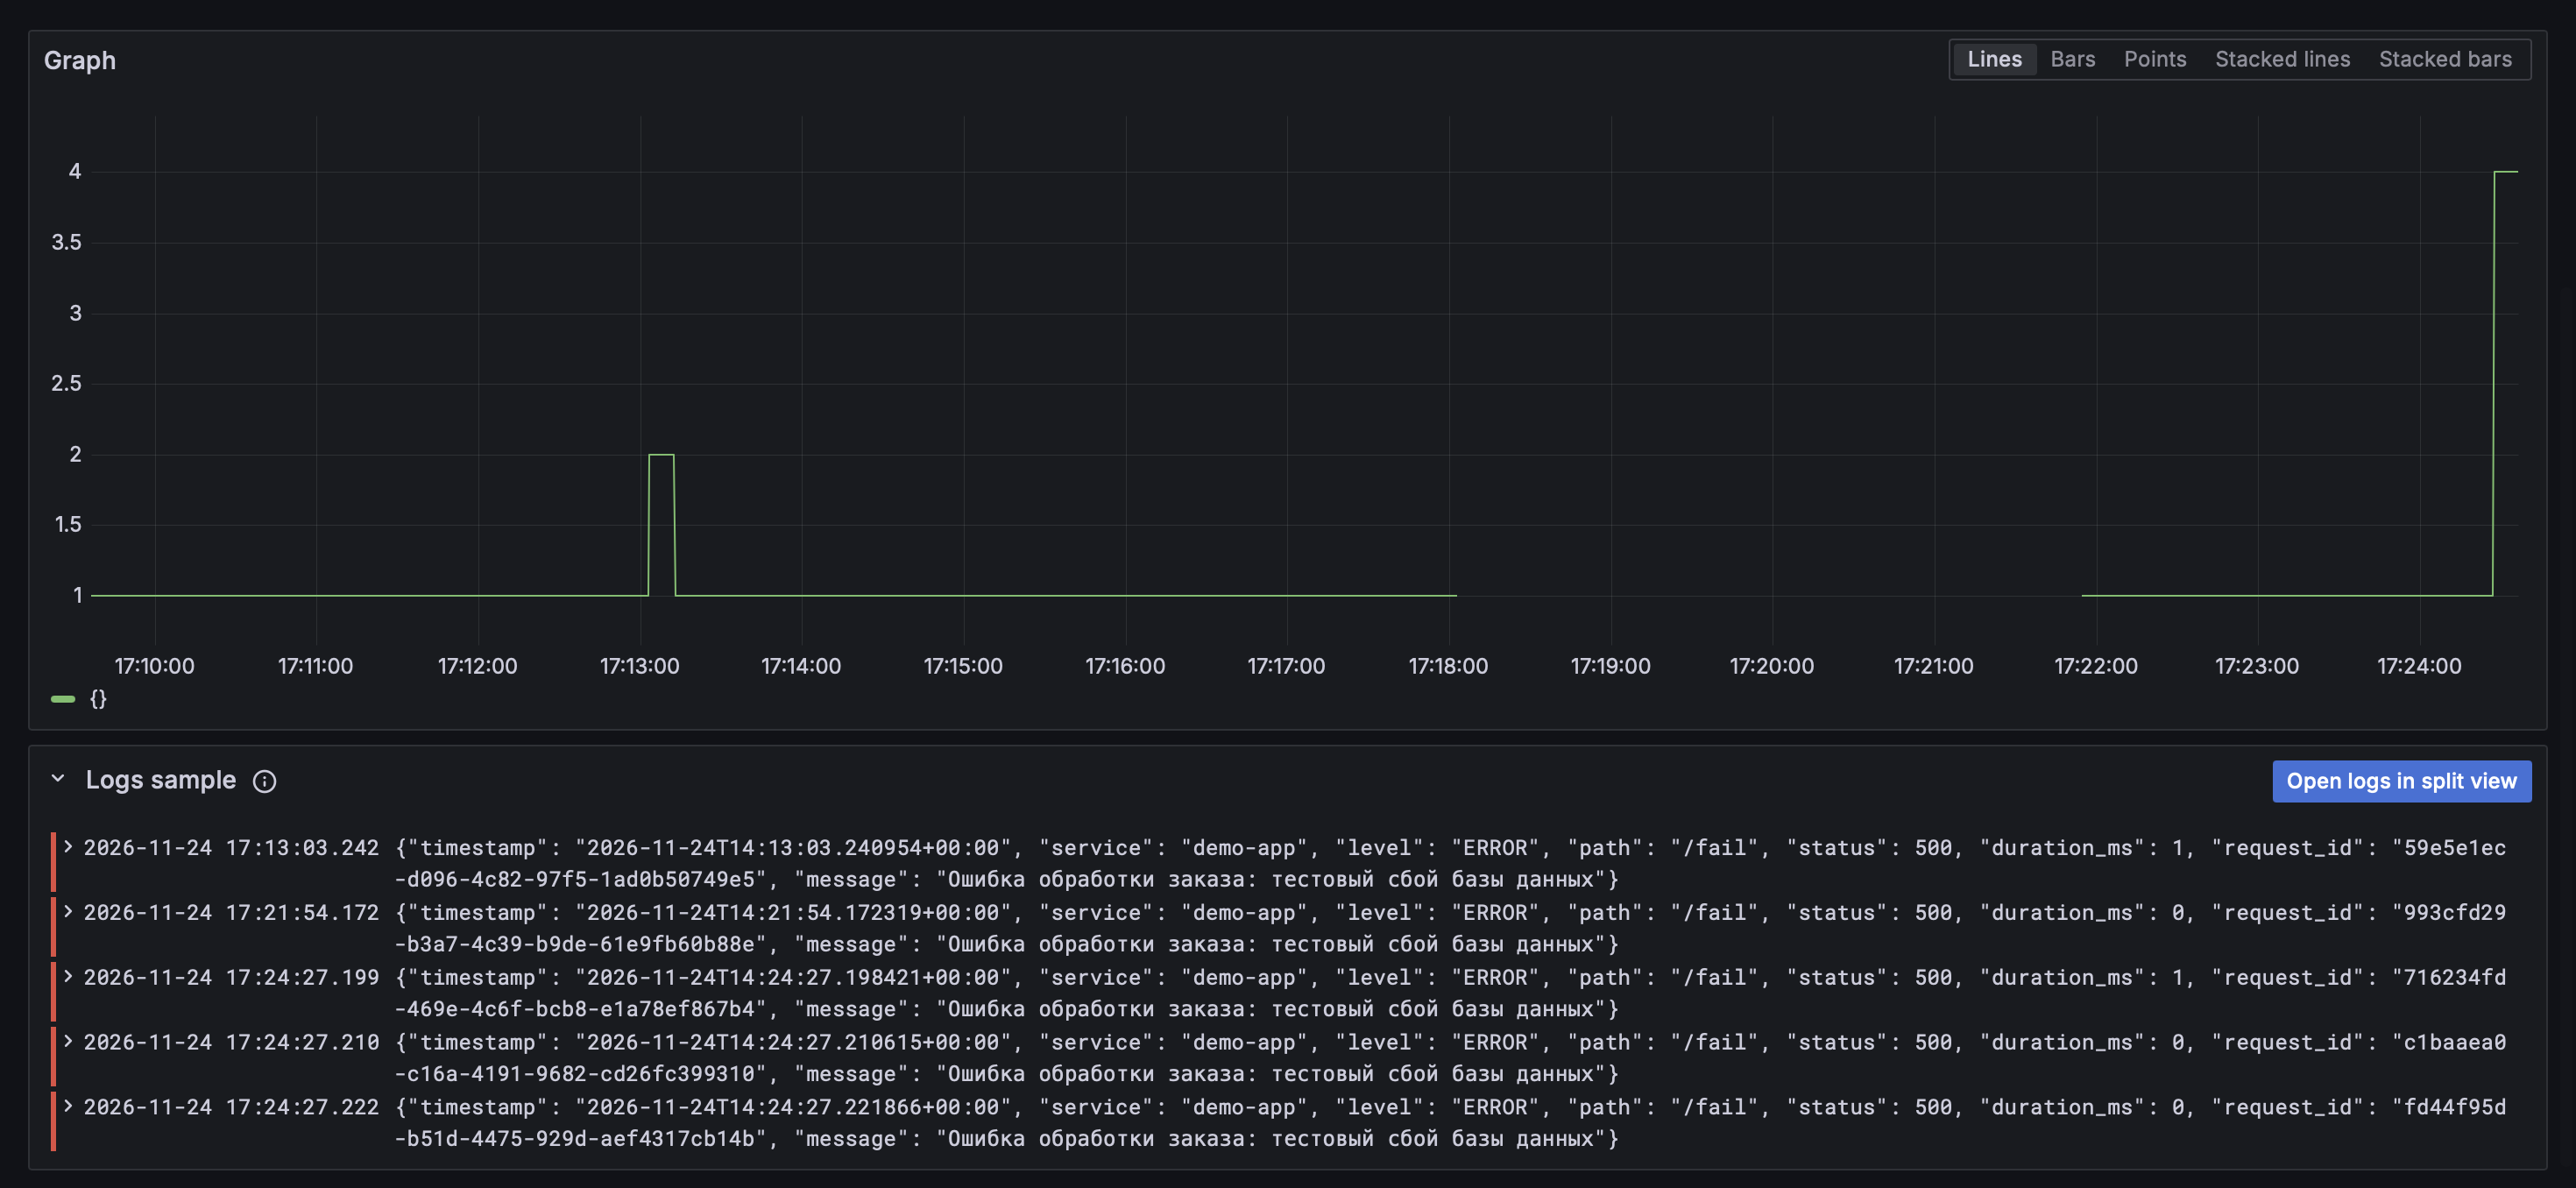 Graph
Lines Bars Points Stacked lines Stacked bars
4
3.5
3
2.5
2
1.5
1
17:10:00 17:11:00 17:12:00 17:13:00 17:14:00 17:15:00 17:16:00 17:17:00 17:18:00 17:19:00 17:20:00 17:21:00 17:22:00 17:23:00 17:24:00
{}
Logs sample
Open logs in split view
2026-11-24 17:13:03.242 {"timestamp": "2026-11-24T14:13:03.240954+00:00", "service": "demo-app", "level": "ERROR", "path": "/fail", "status": 500, "duration_ms": 1, "request_id": "59e5e1ec
-d096-4c82-97f5-1ad0b50749e5", "message": "Ошибка обработки заказа: тестовый сбой базы данных"}
2026-11-24 17:21:54.172 {"timestamp": "2026-11-24T14:21:54.172319+00:00", "service": "demo-app", "level": "ERROR", "path": "/fail", "status": 500, "duration_ms": 0, "request_id": "993cfd29
-b3a7-4c39-b9de-61e9fb60b88e", "message": "Ошибка обработки заказа: тестовый сбой базы данных"}
2026-11-24 17:24:27.199 {"timestamp": "2026-11-24T14:24:27.198421+00:00", "service": "demo-app", "level": "ERROR", "path": "/fail", "status": 500, "duration_ms": 1, "request_id": "716234fd
-469e-4c6f-bcb8-e1a78ef867b4", "message": "Ошибка обработки заказа: тестовый сбой базы данных"}
2026-11-24 17:24:27.210 {"timestamp": "2026-11-24T14:24:27.210615+00:00", "service": "demo-app", "level": "ERROR", "path": "/fail", "status": 500, "duration_ms": 0, "request_id": "c1baaea0
-c16a-4191-9682-cd26fc399310", "message": "Ошибка обработки заказа: тестовый сбой базы данных"}
2026-11-24 17:24:27.222 {"timestamp": "2026-11-24T14:24:27.221866+00:00", "service": "demo-app", "level": "ERROR", "path": "/fail", "status": 500, "duration_ms": 0, "request_id": "fd44f95d
-b51d-4475-929d-aef4317cb14b", "message": "Ошибка обработки заказа: тестовый сбой базы данных"}